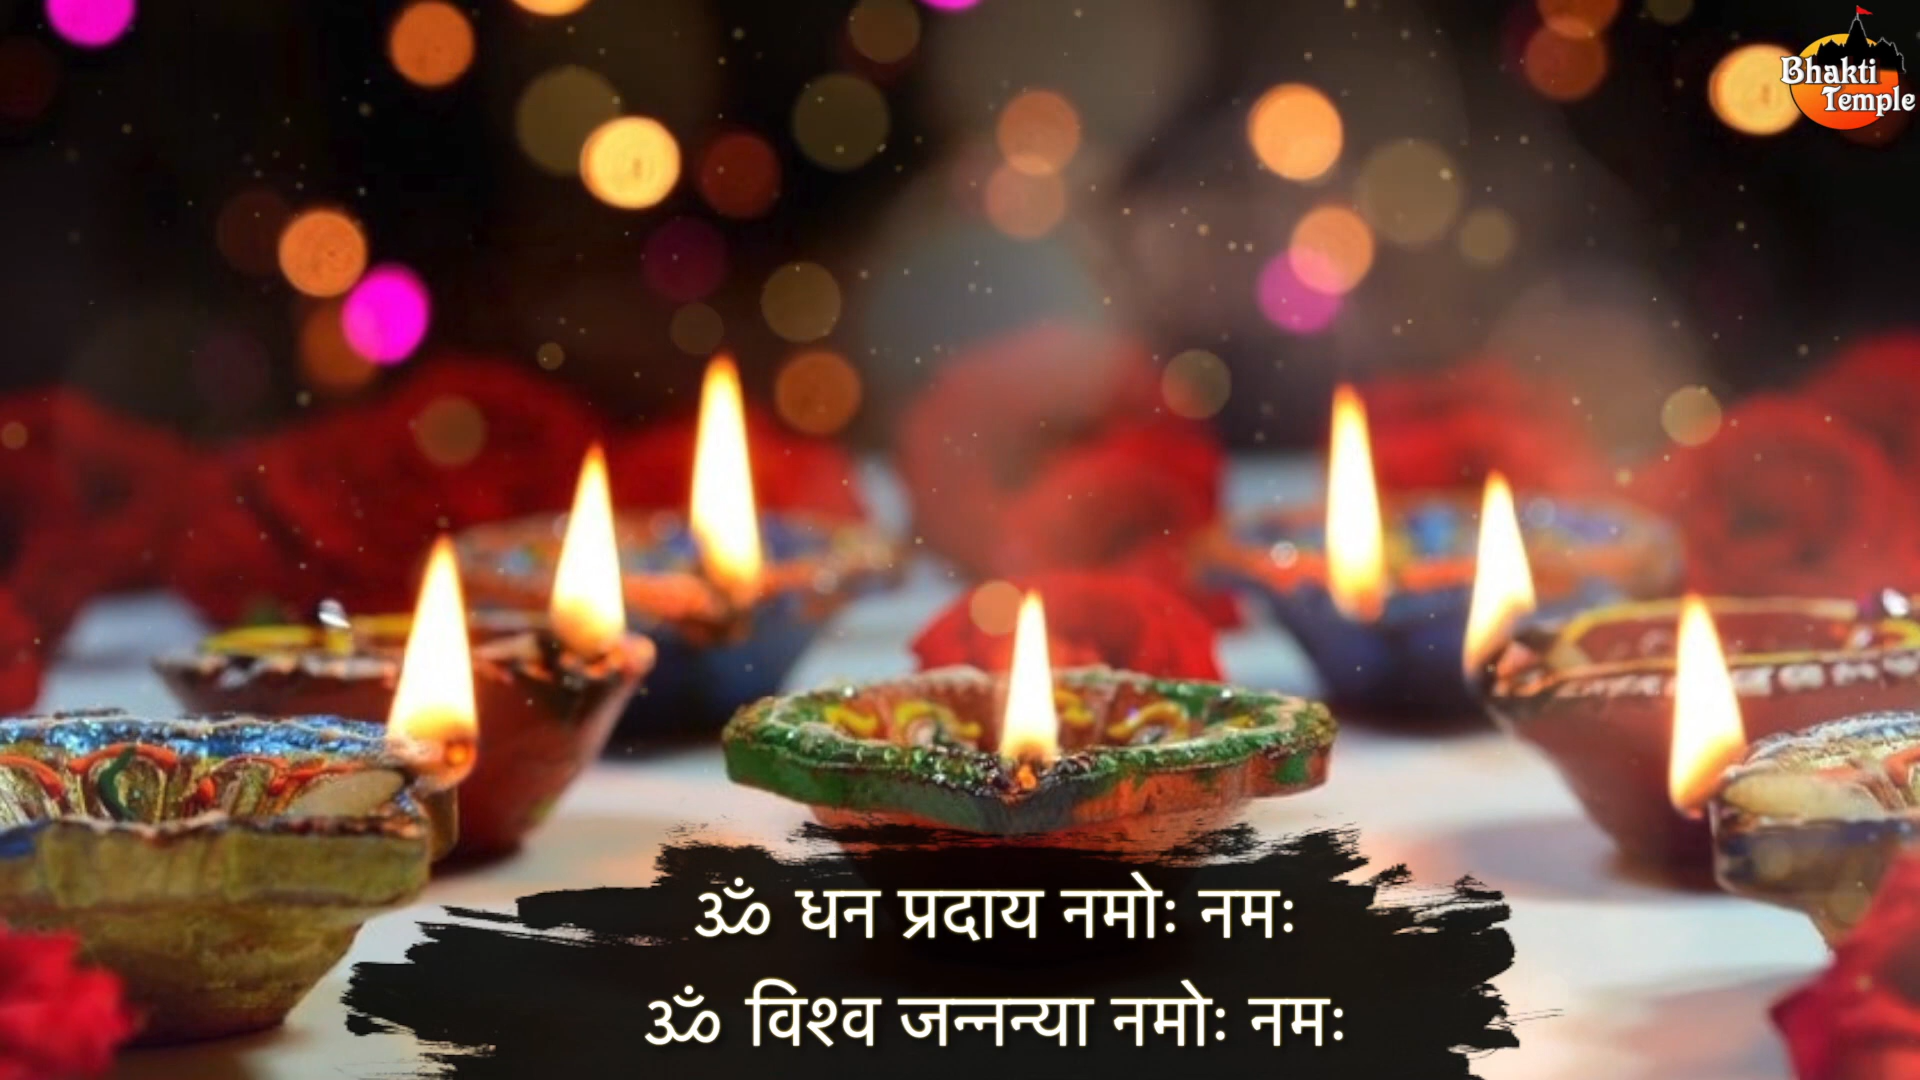 Bhakti
Temple
ॐ धन प्रदाय नमोः नमः
ॐ विश्व जन्नन्या नमोः नमः